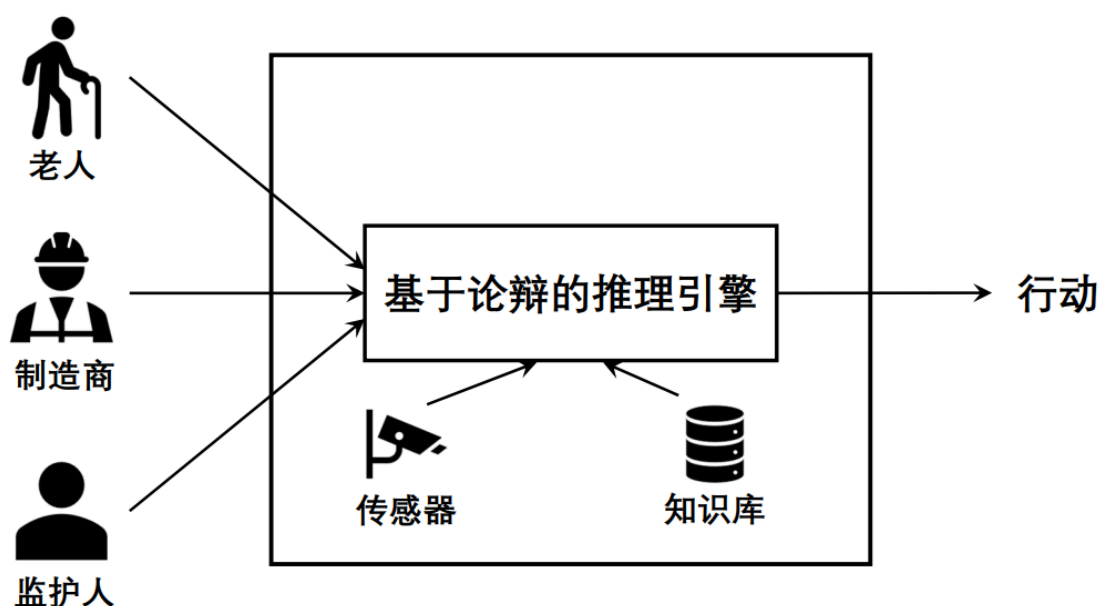 老人
制造商
监护人
基于论辩的推理引擎
传感器
知识库
行动